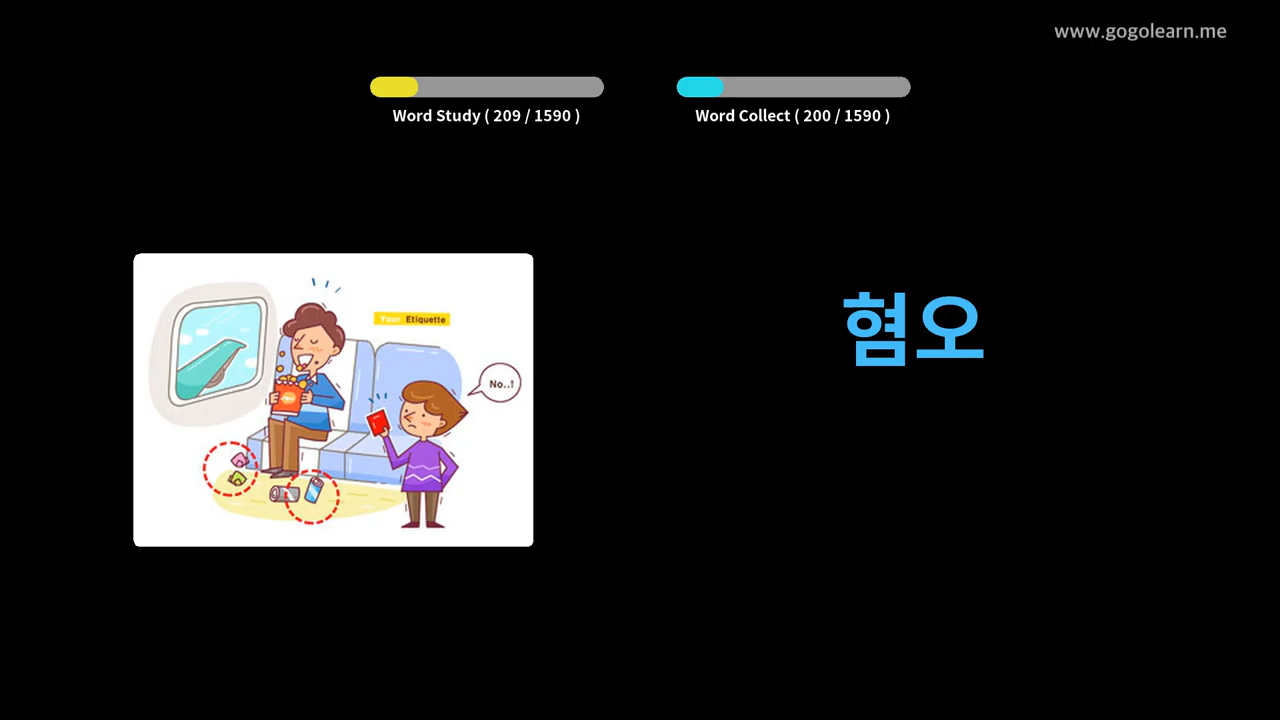 www.gogolearn.me
Word Study ( 209 / 1590 )
Word Collect ( 200 / 1590 )
Your Etiquette
No..!
혐오